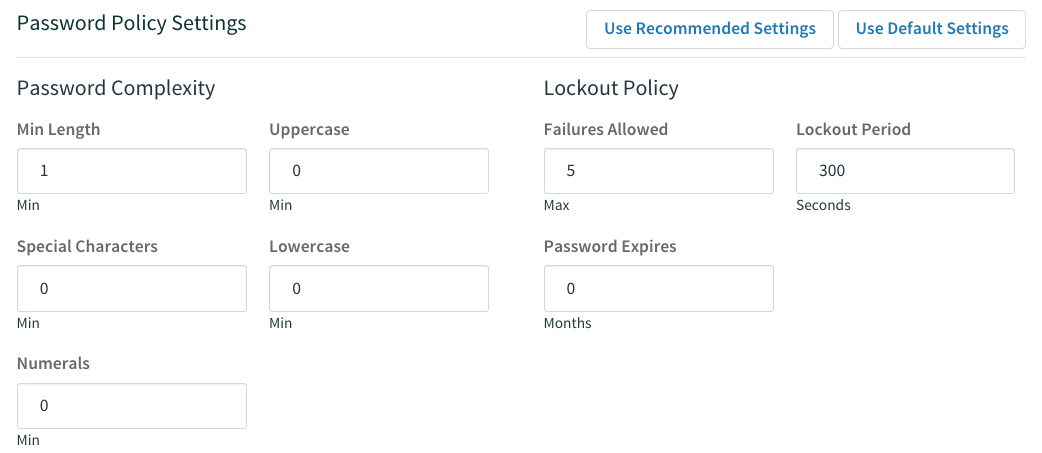 Password Policy Settings
Use Recommended Settings
Use Default Settings
Password Complexity
Min Length
Uppercase
1
0
Min
Min
Special Characters
Lowercase
0
0
Min
Min
Numerals
0
Min
Lockout Policy
Failures Allowed
Lockout Period
5
300
Max
Seconds
Password Expires
0
Months